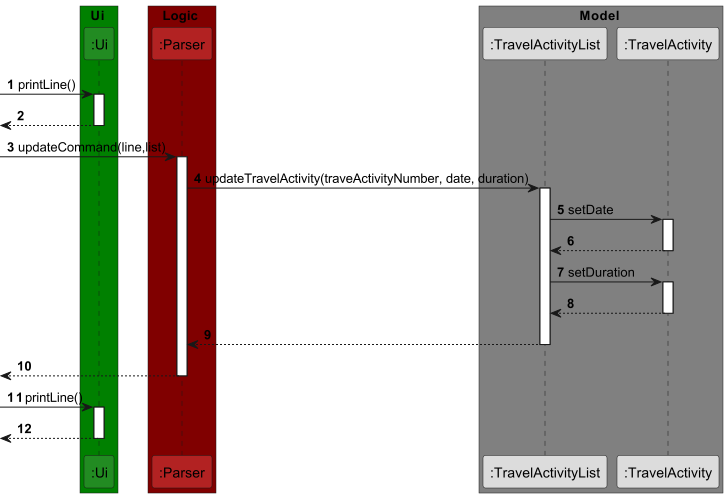 Ui
Logic
Model
:Ui
:Parser
:TravelActivityList
:TravelActivity
1 printLine()
2
3 updateCommand(line,list)
4 updateTravelActivity(traveActivityNumber, date, duration)
5 setDate
6
7 setDuration
8
9
10
11 printLine()
12
:Ui
:Parser
:TravelActivityList
:TravelActivity